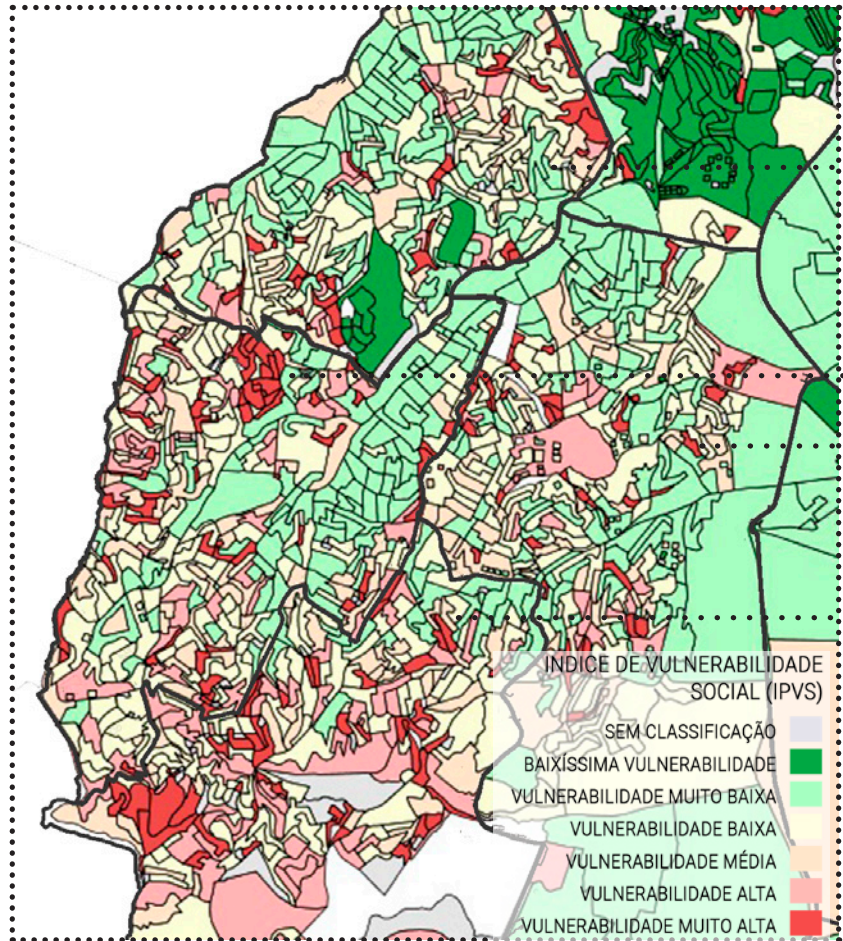 INDICE DE VULNERABILIDADE
SOCIAL (IPVS)
SEM CLASSIFICAÇÃO
BAIXÍSSIMA VULNERABILIDADE
VULNERABILIDADE MUITO BAIXA
VULNERABILIDADE BAIXA
VULNERABILIDADE MÉDIA
VULNERABILIDADE ALTA
VULNERABILIDADE MUITO ALTA